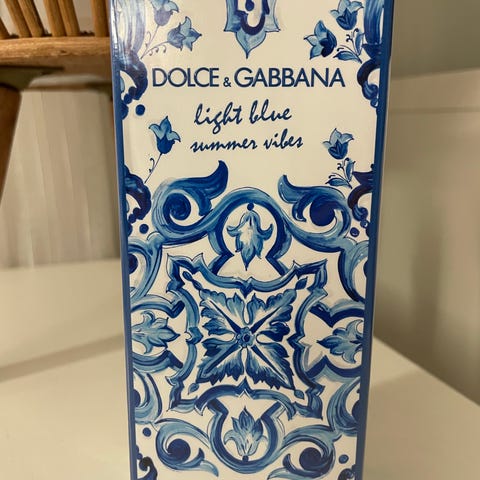 DOLCE & GABBANA
light blue
summer vibes